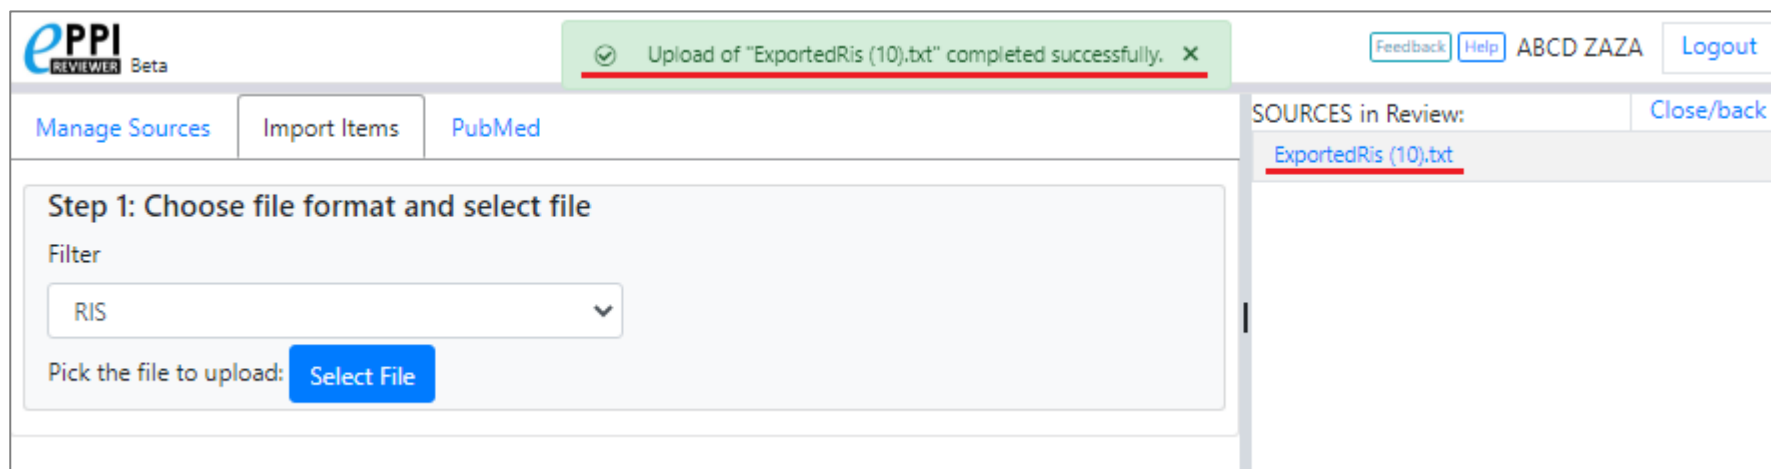 ePPI
REVIEWER Beta
Upload of "ExportedRis (10).txt" completed successfully. ×
Feedback Help ABCD ZAZA Logout
Manage Sources Import Items PubMed
SOURCES in Review: Close/back
ExportedRis (10).txt
Step 1: Choose file format and select file
Filter
RIS
Pick the file to upload: Select File